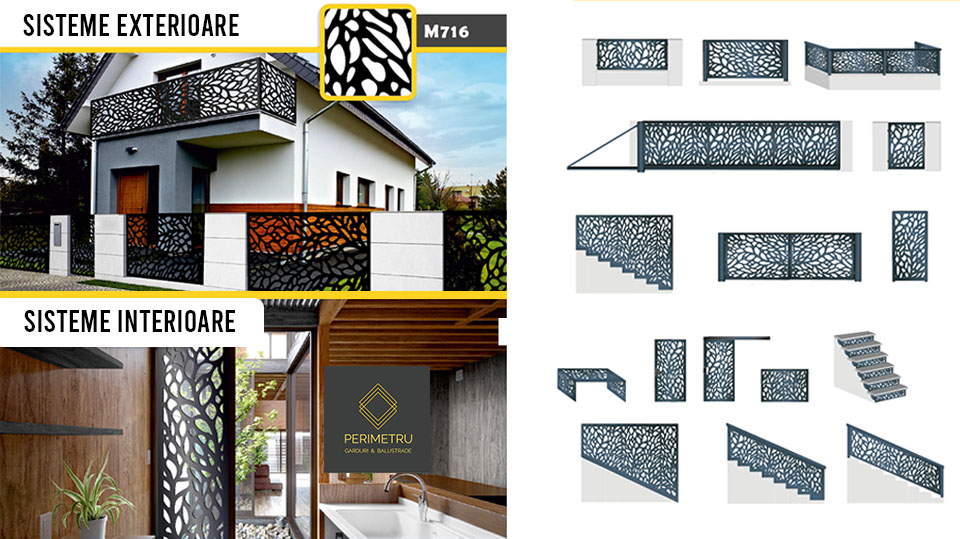 SISTEME EXTERIOARE
M716
SISTEME INTERIOARE
PERIMETRU
GARDURI & BALUSTRADE